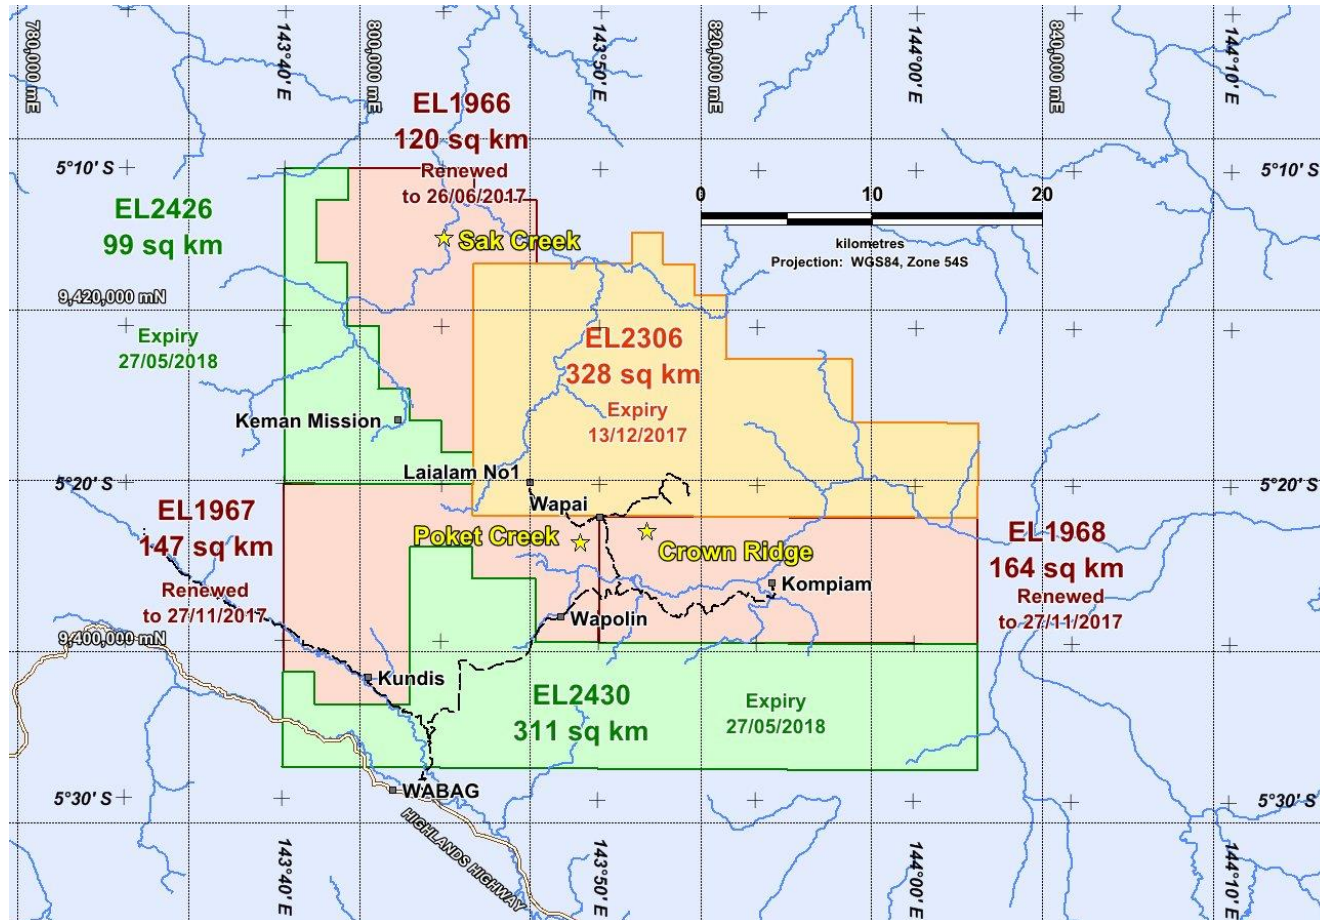 780,000 mE
143°40' E
800,000 mE
143°50' E
820,000 mE
144°00' E
840,000 mE
144°10' E
EL1966
120 sq km
Renewed
to 26/06/2017
5°10' S
5°10' S
0
10
20
kilometres
Projection: WGS84, Zone 54S
EL2426
99 sq km
Sak Creek
9,420,000 mN
Expiry
27/05/2018
EL2306
328 sq km
Expiry
13/12/2017
Keman Mission
Laialam No1
5°20' S
5°20' S
Wapai
EL1967
147 sq km
Renewed
to 27/11/2017
Poket Creek
Crown Ridge
EL1968
164 sq km
Renewed
to 27/11/2017
Kompiam
Wapolin
9,400,000 mN
Kundis
EL2430
311 sq km
Expiry
27/05/2018
5°30' S
WABAG
5°30' S
HIGHLANDS HIGHWAY
143°40' E
143°50' E
144°00' E
144°10' E